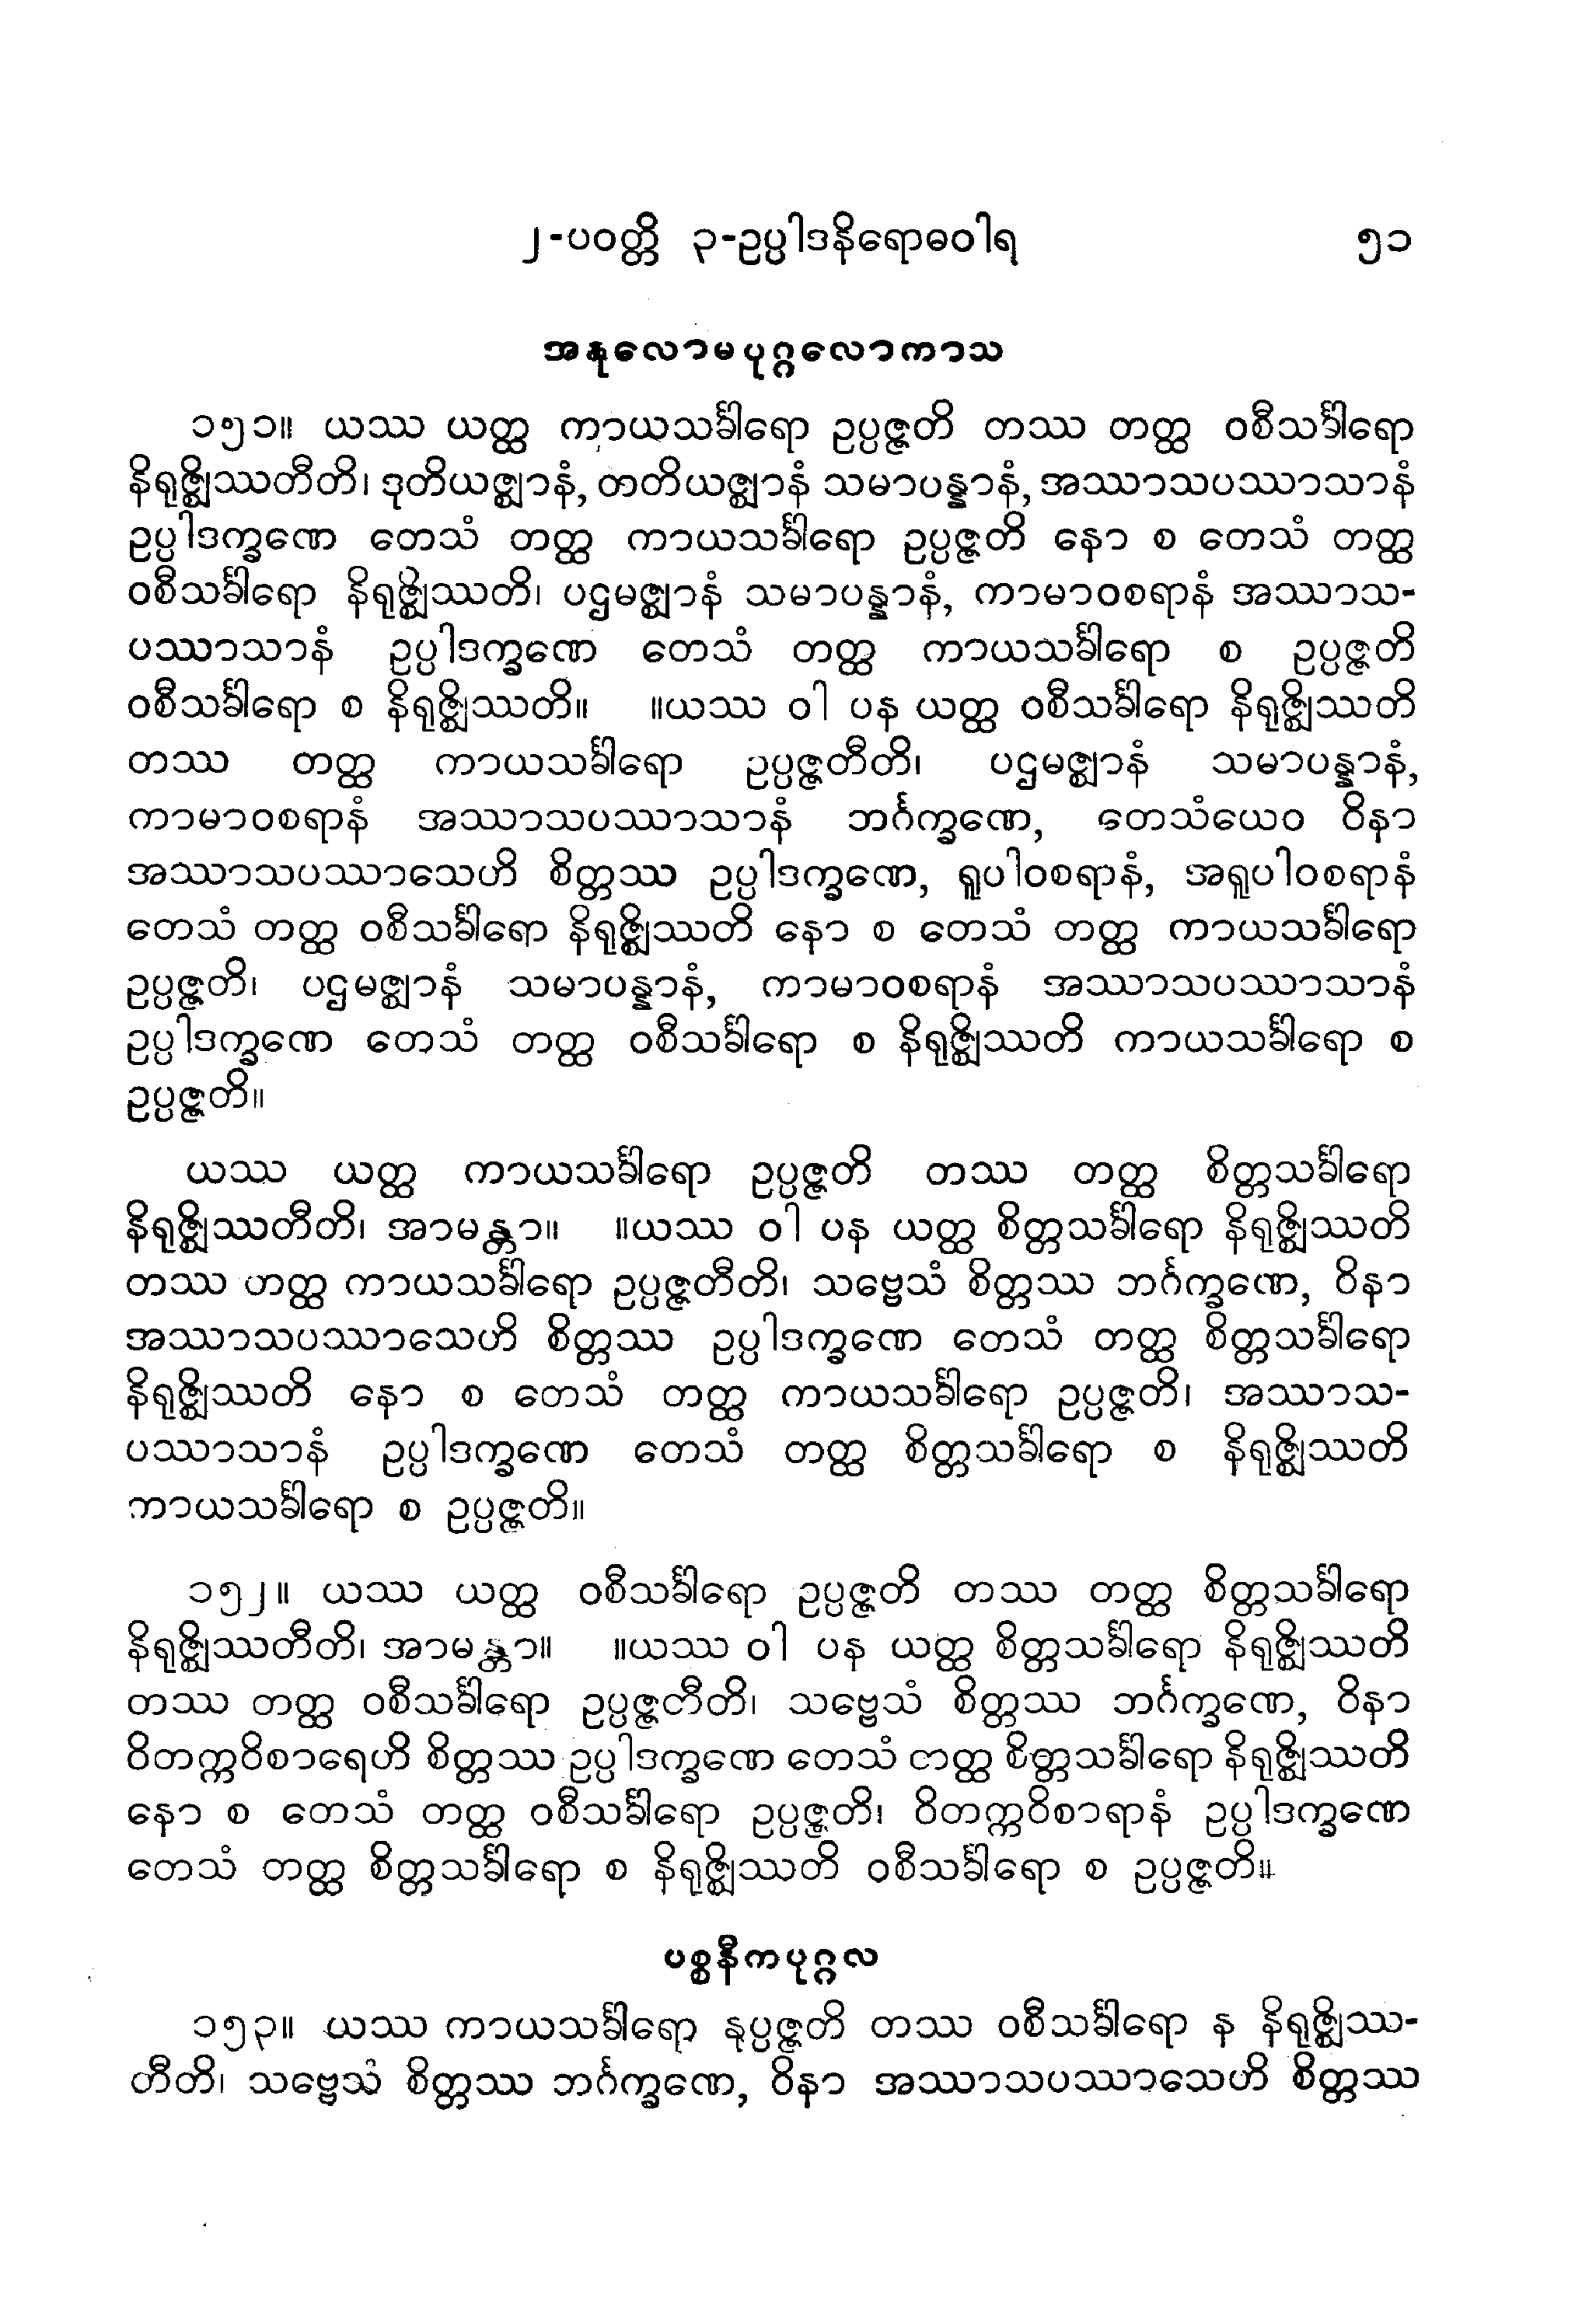 ၂-ပဝတ္တိ ၃-ဥပ္ပါဒနိရောဓဝါရ ၅၁
အနုလောမပုဂ္ဂလောကာသ
၁၅၁။ ယဿ ယတ္ထ ကာယသင်္ခါရော ဥပ္ပဇ္ဇတိ တဿ တတ္ထ ဝစီသင်္ခါရော
နိရုဇ္ဈိဿတီတိ၊ ဒုတိယဇ္ဈာနံ, တတိယဇ္ဈာနံ သမာပန္နာနံ, အဿာသပဿာသာနံ
ဥပ္ပါဒက္ခဏေ တေသံ တတ္ထ ကာယသင်္ခါရော ဥပ္ပဇ္ဇတိ နော စ တေသံ တတ္ထ
ဝစီသင်္ခါရော နိရုဇ္ဈိဿတိ၊ ပဌမဇ္ဈာနံ သမာပန္နာနံ, ကာမာဝစရာနံ အဿာသ-
ပဿာသာနံ ဥပ္ပါဒက္ခဏေ တေသံ တတ္ထ ကာယသင်္ခါရော စ ဥပ္ပဇ္ဇတိ
ဝစီသင်္ခါရော စ နိရုဇ္ဈိဿတိ။ ။ယဿ ဝါ ပန ယတ္ထ ဝစီသင်္ခါရော နိရုဇ္ဈိဿတိ
တဿ တတ္ထ ကာယသင်္ခါရော ဥပ္ပဇ္ဇတီတိ၊ ပဌမဇ္ဈာနံ သမာပန္နာနံ,
ကာမာဝစရာနံ အဿာသပဿာသာနံ ဘင်္ဂက္ခဏေ, တေသံယေဝ ဝိနာ
အဿာသပဿာသေဟိ စိတ္တဿ ဥပ္ပါဒက္ခဏေ, ရူပါဝစရာနံ, အရူပါဝစရာနံ
တေသံ တတ္ထ ဝစီသင်္ခါရော နိရုဇ္ဈိဿတိ နော စ တေသံ တတ္ထ ကာယသင်္ခါရော
ဥပ္ပဇ္ဇတိ၊ ပဌမဇ္ဈာနံ သမာပန္နာနံ, ကာမာဝစရာနံ အဿာသပဿာသာနံ
ဥပ္ပါဒက္ခဏေ တေသံ တတ္ထ ဝစီသင်္ခါရော စ နိရုဇ္ဈိဿတိ ကာယသင်္ခါရော စ
ဥပ္ပဇ္ဇတိ။
ယဿ ယတ္ထ ကာယသင်္ခါရော ဥပ္ပဇ္ဇတိ တဿ တတ္ထ စိတ္တသင်္ခါရော
နိရုဇ္ဈိဿတီတိ၊ အာမန္တာ။ ။ယဿ ဝါ ပန ယတ္ထ စိတ္တသင်္ခါရော နိရုဇ္ဈိဿတိ
တဿ တတ္ထ ကာယသင်္ခါရော ဥပ္ပဇ္ဇတီတိ၊ သဗ္ဗေသံ စိတ္တဿ ဘင်္ဂက္ခဏေ, ဝိနာ
အဿာသပဿာသေဟိ စိတ္တဿ ဥပ္ပါဒက္ခဏေ တေသံ တတ္ထ စိတ္တသင်္ခါရော
နိရုဇ္ဈိဿတိ နော စ တေသံ တတ္ထ ကာယသင်္ခါရော ဥပ္ပဇ္ဇတိ၊ အဿာသ-
ပဿာသာနံ ဥပ္ပါဒက္ခဏေ တေသံ တတ္ထ စိတ္တသင်္ခါရော စ နိရုဇ္ဈိဿတိ
ကာယသင်္ခါရော စ ဥပ္ပဇ္ဇတိ။
၁၅၂။ ယဿ ယတ္ထ ဝစီသင်္ခါရော ဥပ္ပဇ္ဇတိ တဿ တတ္ထ စိတ္တသင်္ခါရော
နိရုဇ္ဈိဿတီတိ၊ အာမန္တာ။ ။ယဿ ဝါ ပန ယတ္ထ စိတ္တသင်္ခါရော နိရုဇ္ဈိဿတိ
တဿ တတ္ထ ဝစီသင်္ခါရော ဥပ္ပဇ္ဇတီတိ၊ သဗ္ဗေသံ စိတ္တဿ ဘင်္ဂက္ခဏေ, ဝိနာ
ဝိတက္ကဝိစာရေဟိ စိတ္တဿ ဥပ္ပါဒက္ခဏေ တေသံ တတ္ထ စိတ္တသင်္ခါရော နိရုဇ္ဈိဿတိ
နော စ တေသံ တတ္ထ ဝစီသင်္ခါရော ဥပ္ပဇ္ဇတိ၊ ဝိတက္ကဝိစာရာနံ ဥပ္ပါဒက္ခဏေ
တေသံ တတ္ထ စိတ္တသင်္ခါရော စ နိရုဇ္ဈိဿတိ ဝစီသင်္ခါရော စ ဥပ္ပဇ္ဇတိ။
ပစ္စနီကပုဂ္ဂလ
၁၅၃။ ယဿ ကာယသင်္ခါရော နုပ္ပဇ္ဇတိ တဿ ဝစီသင်္ခါရော န နိရုဇ္ဈိဿ-
တီတိ၊ သဗ္ဗေသံ စိတ္တဿ ဘင်္ဂက္ခဏေ, ဝိနာ အဿာသပဿာသေဟိ စိတ္တဿ